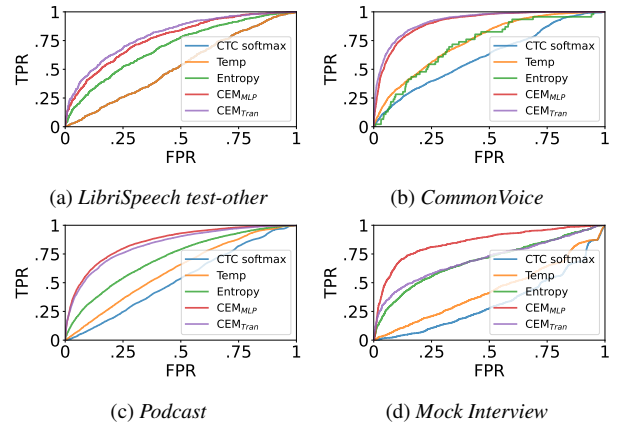 1
.75
.5
.25
0
TPR
0 .25 .5 .75 1
FPR
CTC softmax
Temp
Entropy
CEM_MLP
CEM_Tran
(a) LibriSpeech test-other
1
.75
.5
.25
0
TPR
0 .25 .5 .75 1
FPR
CTC softmax
Temp
Entropy
CEM_MLP
CEM_Tran
(b) CommonVoice
1
.75
.5
.25
0
TPR
0 .25 .5 .75 1
FPR
CTC softmax
Temp
Entropy
CEM_MLP
CEM_Tran
(c) Podcast
1
.75
.5
.25
0
TPR
0 .25 .5 .75 1
FPR
CTC softmax
Temp
Entropy
CEM_MLP
CEM_Tran
(d) Mock Interview